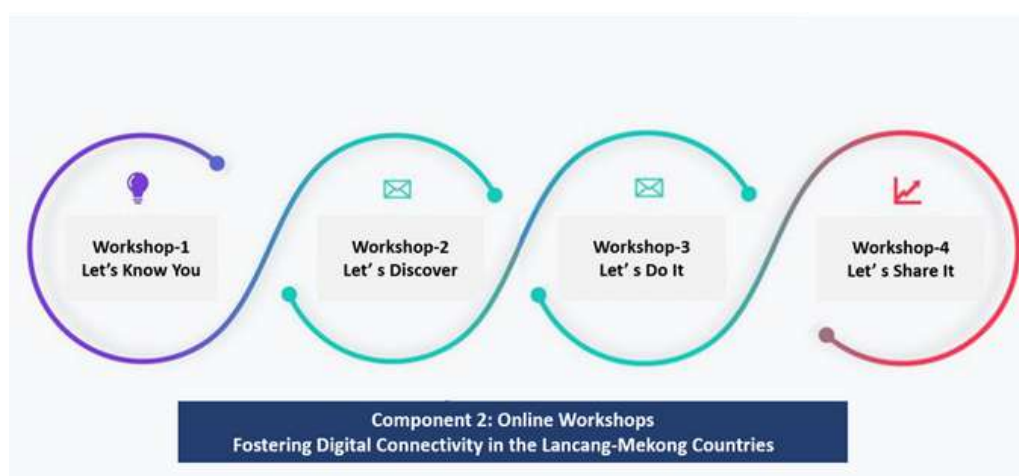 Workshop-1
Let's Know You
Workshop-2
Let' s Discover
Workshop-3
Let' s Do It
Workshop-4
Let' s Share It
Component 2: Online Workshops
Fostering Digital Connectivity in the Lancang-Mekong Countries